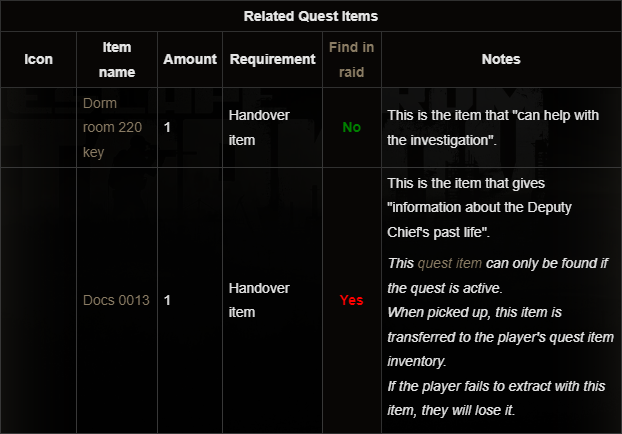 Related Quest Items
Icon
Item
name
Amount
Requirement
Find in
raid
Notes
Dorm
room 220
key
1
Handover
item
No
This is the item that "can help with
the investigation".
Docs 0013
1
Handover
item
Yes
This is the item that gives
"information about the Deputy
Chief's past life".
This quest item can only be found if
the quest is active.
When picked up, this item is
transferred to the player's quest item
inventory.
If the player fails to extract with this
item, they will lose it.